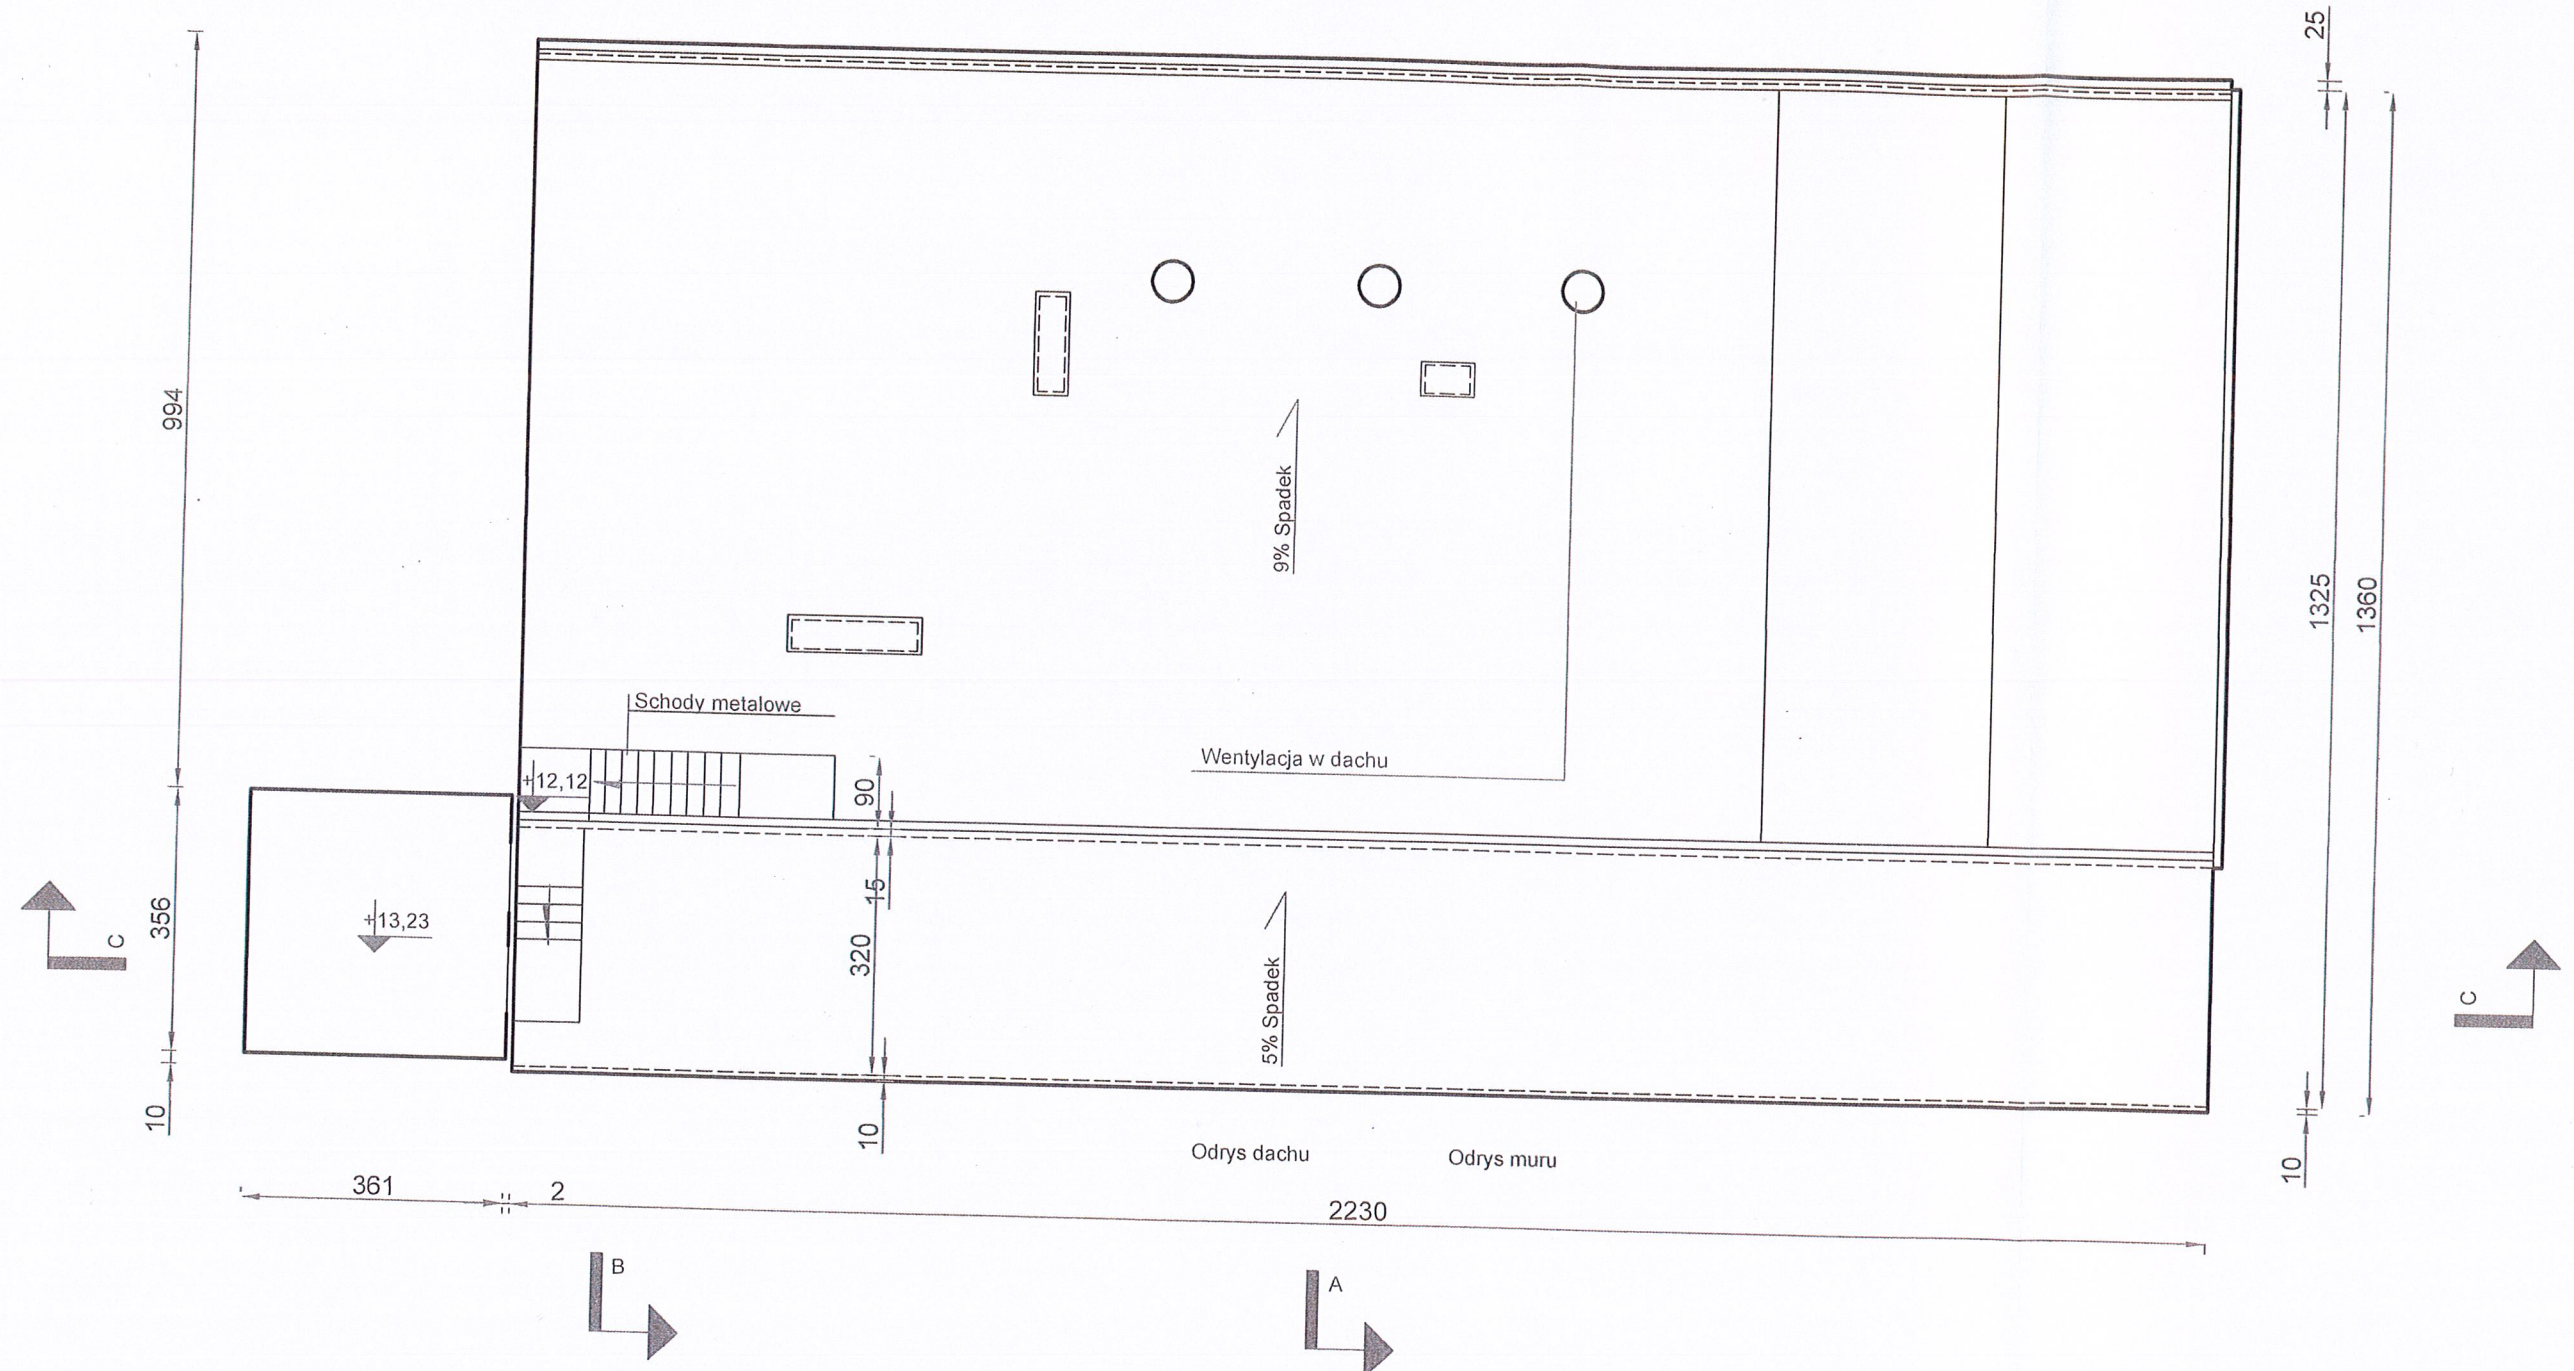 25
994
9% Spadek
1325
1360
Schody metalowe
Wentylacja w dachu
+12,12
90
15
356
+13,23
320
C
C
5% Spadek
10
10
10
Odrys dachu
Odrys muru
361
2
2230
B
A